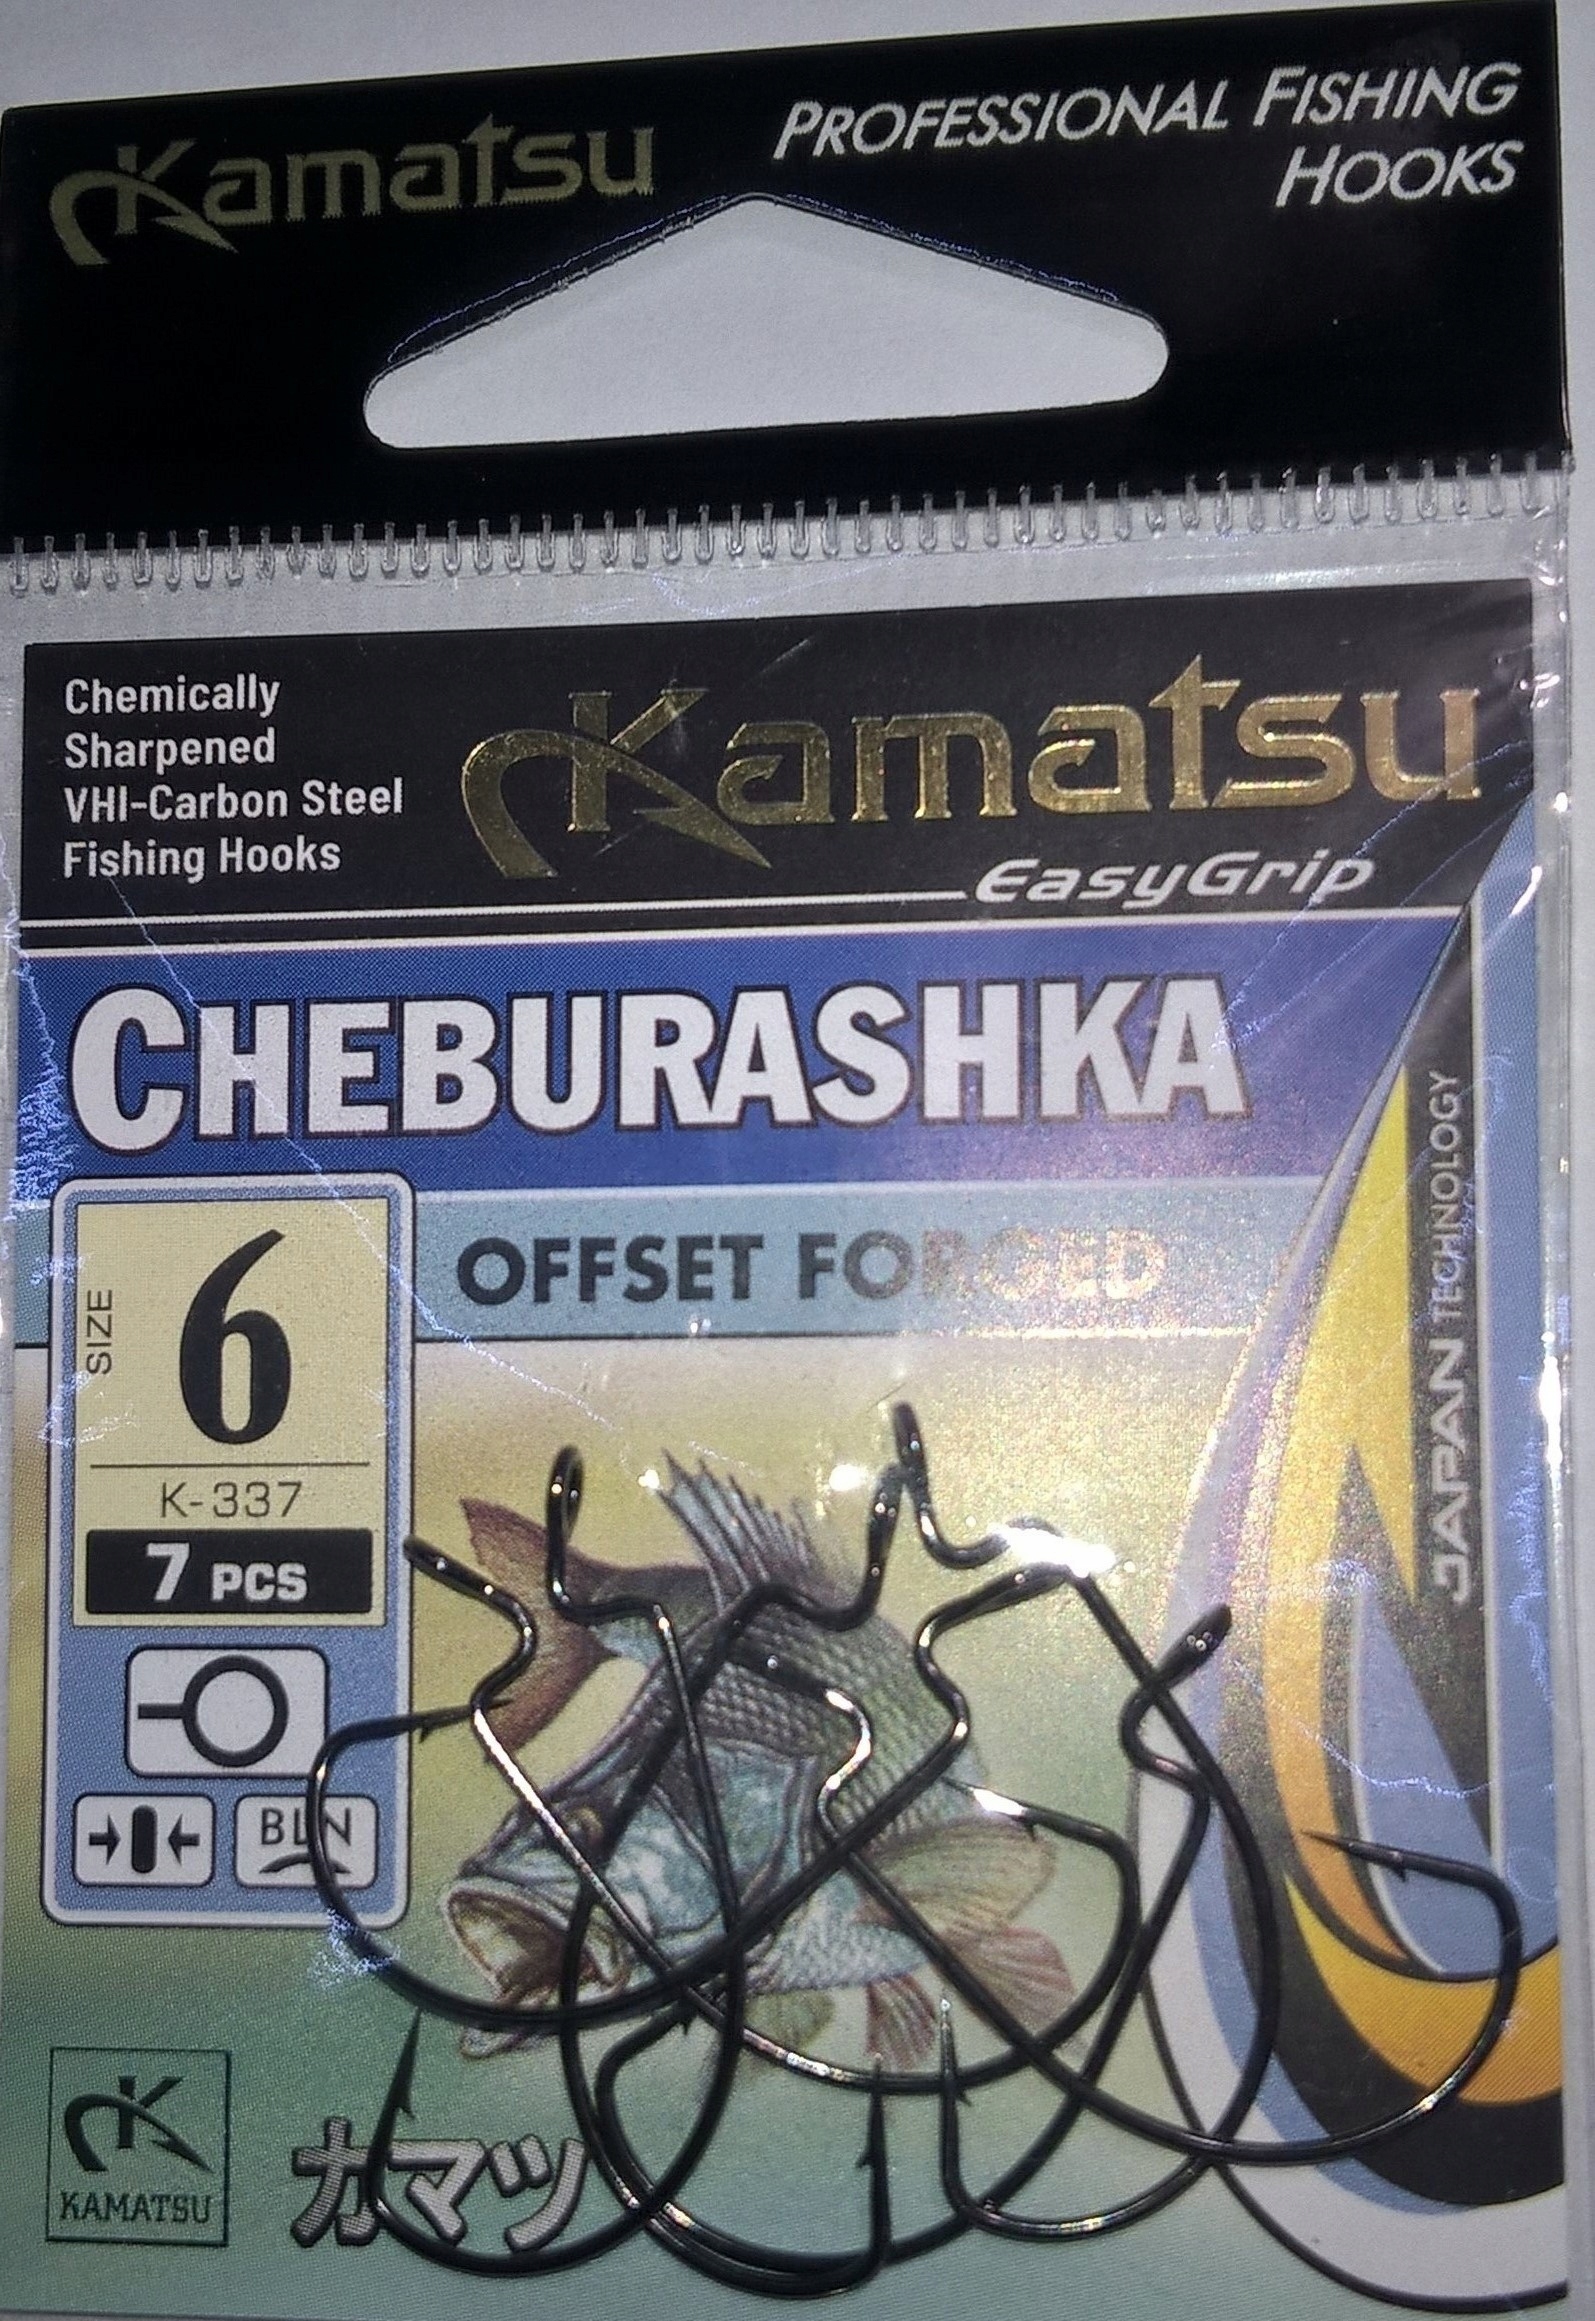 Kamatsu
PROFESSIONAL FISHING
HOOKS
Chemically
Sharpened
VHI-Carbon Steel
Fishing Hooks
Kamatsu
EasyGrip
CHEBURASHKA
OFFSET FORGED
SIZE
6
K-337
7 PCS
BLN
JAPAN TECHNOLOGY
K
KAMATSU
カマツ